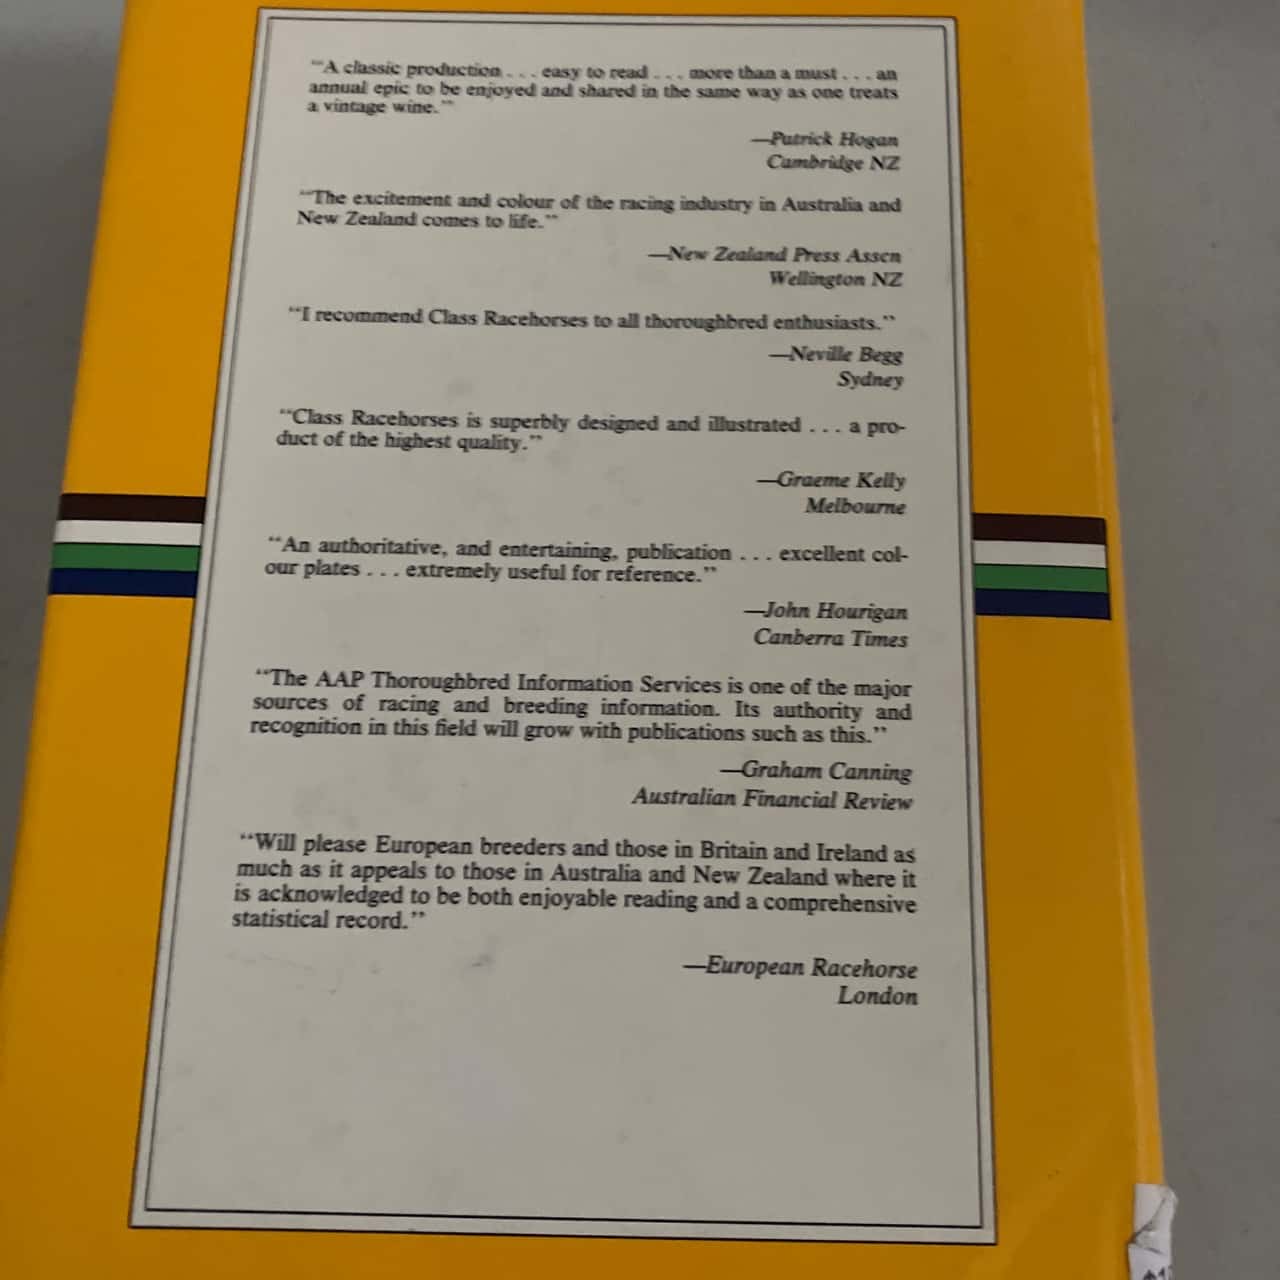 “A classic production . . . easy to read . . . more than a must . . . an
annual epic to be enjoyed and shared in the same way as one treats
a vintage wine.”
—Patrick Hogan
Cambridge NZ
“The excitement and colour of the racing industry in Australia and
New Zealand comes to life.”
—New Zealand Press Asscn
Wellington NZ
“I recommend Class Racehorses to all thoroughbred enthusiasts.”
—Neville Begg
Sydney
“Class Racehorses is superbly designed and illustrated . . . a pro-
duct of the highest quality.”
—Graeme Kelly
Melbourne
“An authoritative, and entertaining, publication . . . excellent col-
our plates . . . extremely useful for reference.”
—John Hourigan
Canberra Times
“The AAP Thoroughbred Information Services is one of the major
sources of racing and breeding information. Its authority and
recognition in this field will grow with publications such as this.”
—Graham Canning
Australian Financial Review
“Will please European breeders and those in Britain and Ireland as
much as it appeals to those in Australia and New Zealand where it
is acknowledged to be both enjoyable reading and a comprehensive
statistical record.”
—European Racehorse
London